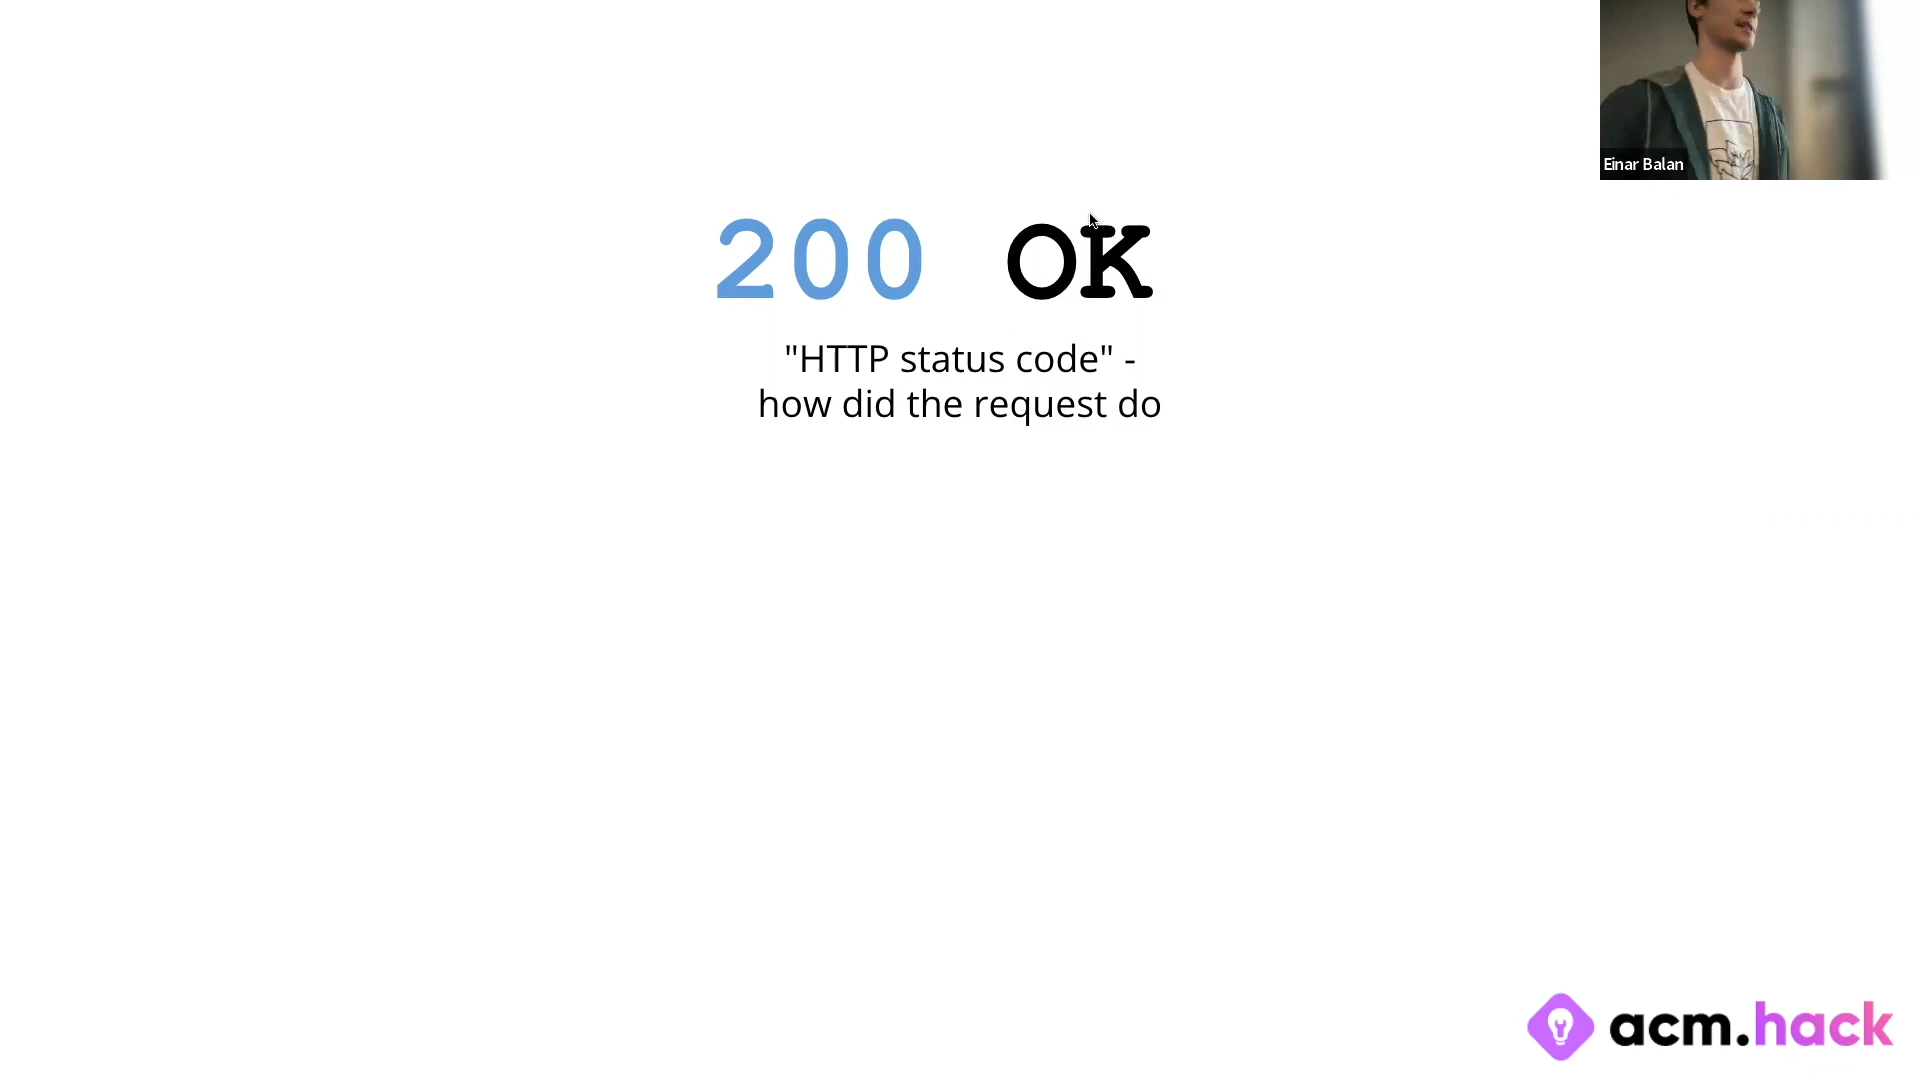 Einar Balan
200 OK
"HTTP status code" -
how did the request do
acm.hack